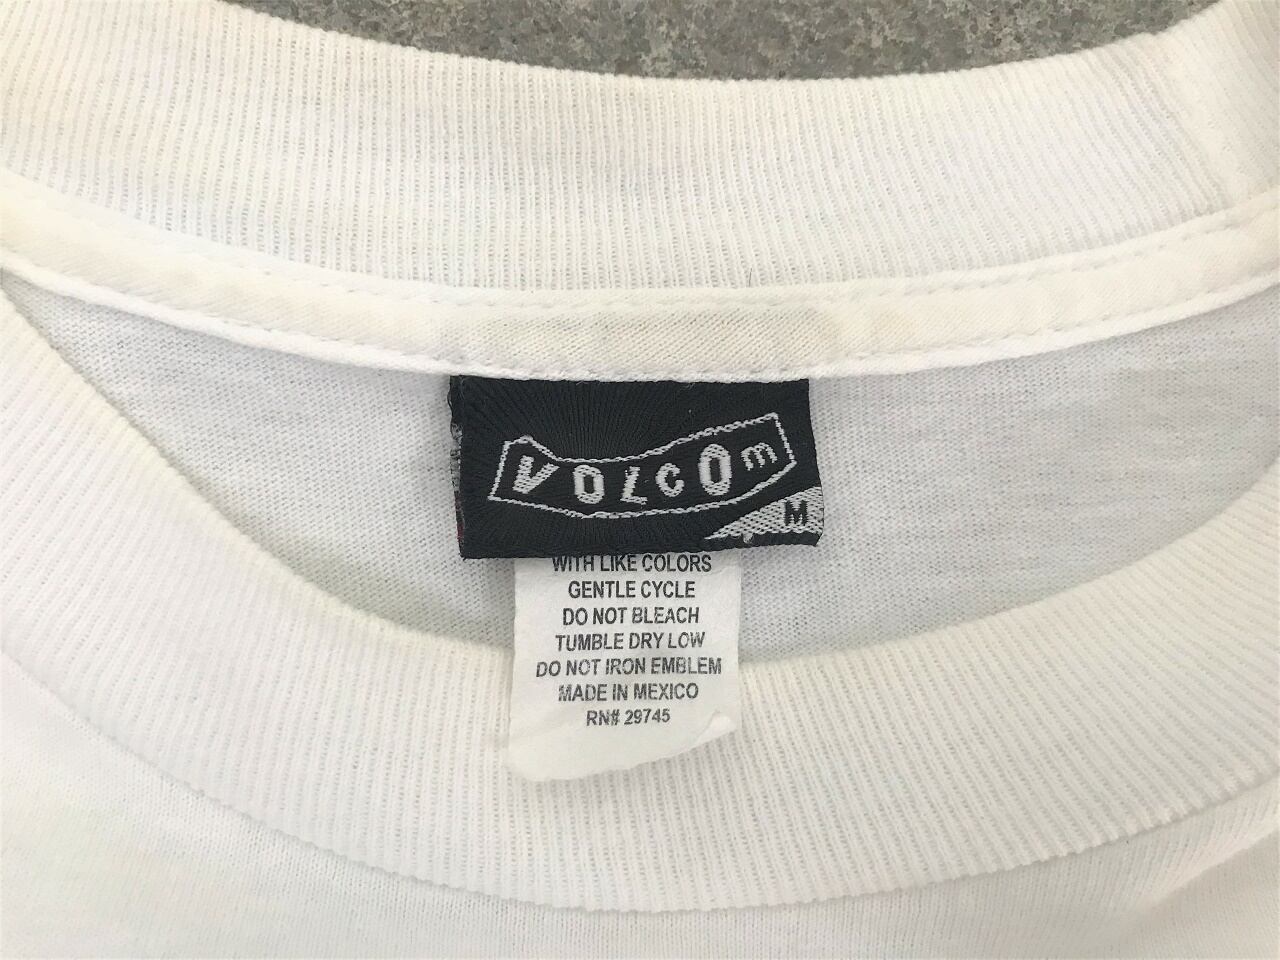 VOLCOm
M
WITH LIKE COLORS
GENTLE CYCLE
DO NOT BLEACH
TUMBLE DRY LOW
DO NOT IRON EMBLEM
MADE IN MEXICO
RN# 29745